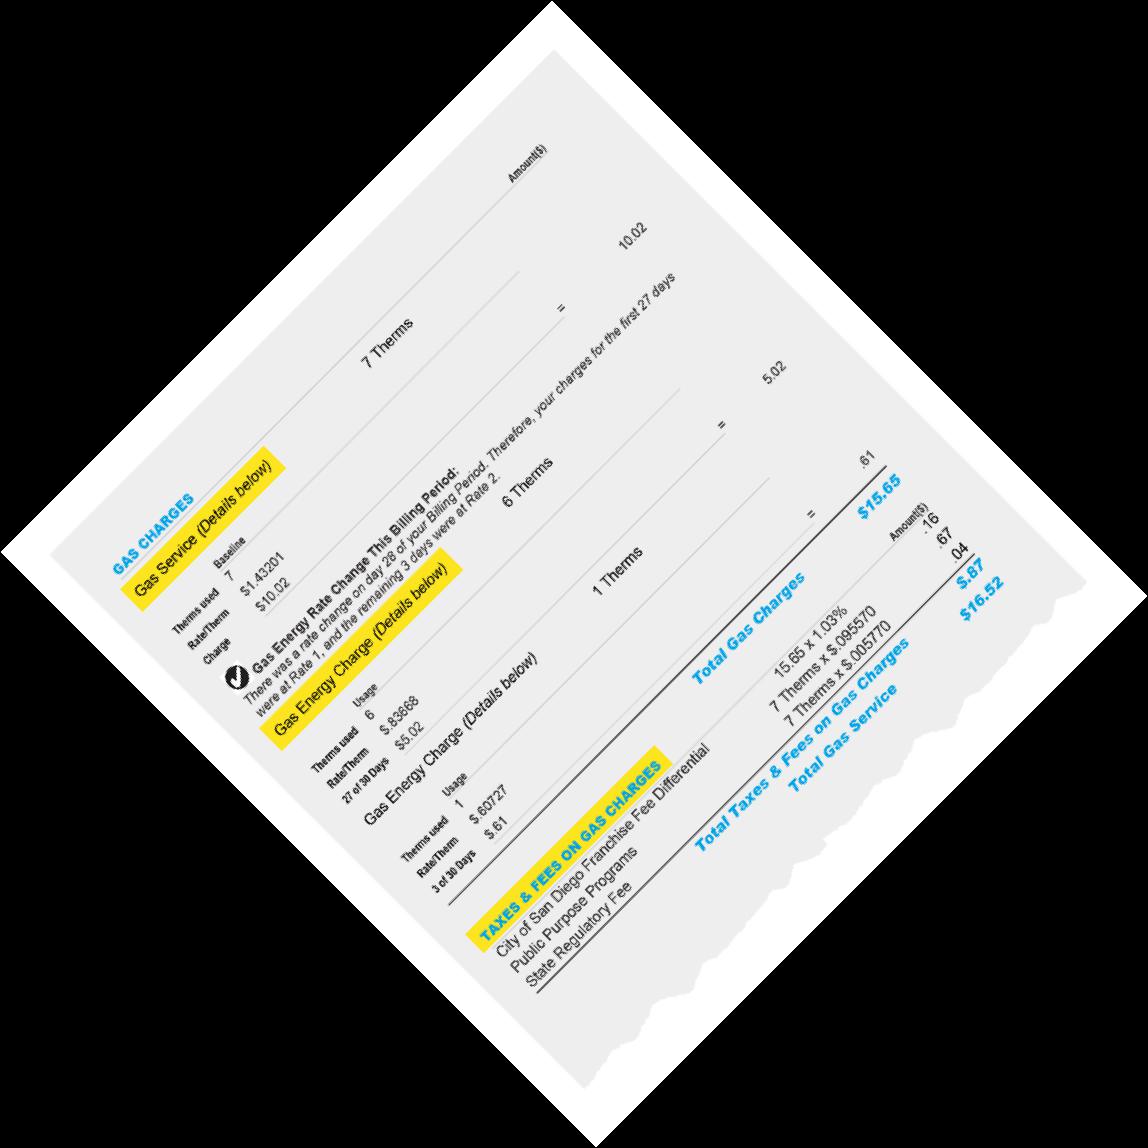 GAS CHARGES
Amount($)
Gas Service (Details below)
7 Therms
Baseline
Therms used 7
Rate/Therm $1.43201
Charge $10.02 = 10.02
Gas Energy Rate Change This Billing Period:
There was a rate change on day 28 of your Billing Period. Therefore, your charges for the first 27 days
were at Rate 1, and the remaining 3 days were at Rate 2.
Gas Energy Charge (Details below) 6 Therms
Usage
Therms used 6
Rate/Therm $.83668
27 of 30 Days $5.02 = 5.02
Gas Energy Charge (Details below) 1 Therms
Usage
Therms used 1
Rate/Therm $.60727
3 of 30 Days $.61 = .61
Total Gas Charges $15.65
TAXES & FEES ON GAS CHARGES Amount($)
City of San Diego Franchise Fee Differential 15.65 x 1.03% .16
Public Purpose Programs 7 Therms x $.095570 .67
State Regulatory Fee 7 Therms x $.005770 .04
Total Taxes & Fees on Gas Charges $.87
Total Gas Service $16.52